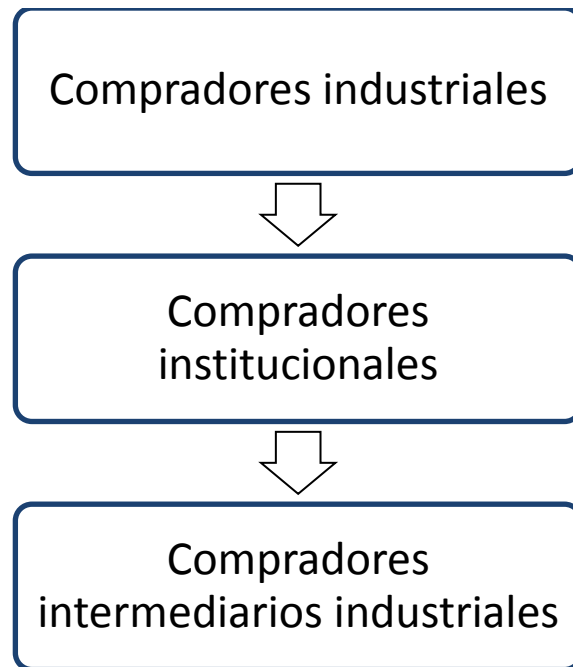 Compradores industriales
Compradores
institucionales
Compradores
intermediarios industriales